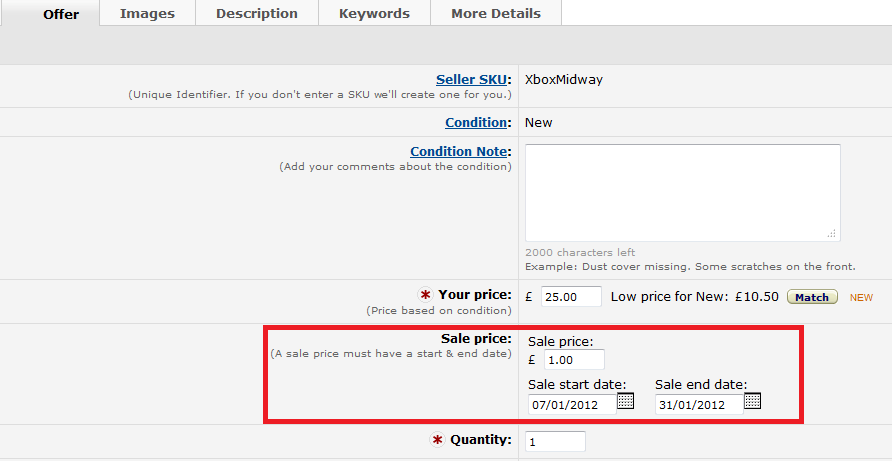 Offer Images Description Keywords More Details
Seller SKU: XboxMidway
(Unique Identifier. If you don't enter a SKU we'll create one for you.)
Condition: New
Condition Note:
(Add your comments about the condition)
2000 characters left
Example: Dust cover missing. Some scratches on the front.
* Your price: £ 25.00 Low price for New: £10.50 Match NEW
(Price based on condition)
Sale price: Sale price:
(A sale price must have a start & end date) £ 1.00
Sale start date: Sale end date:
07/01/2012 31/01/2012
* Quantity: 1